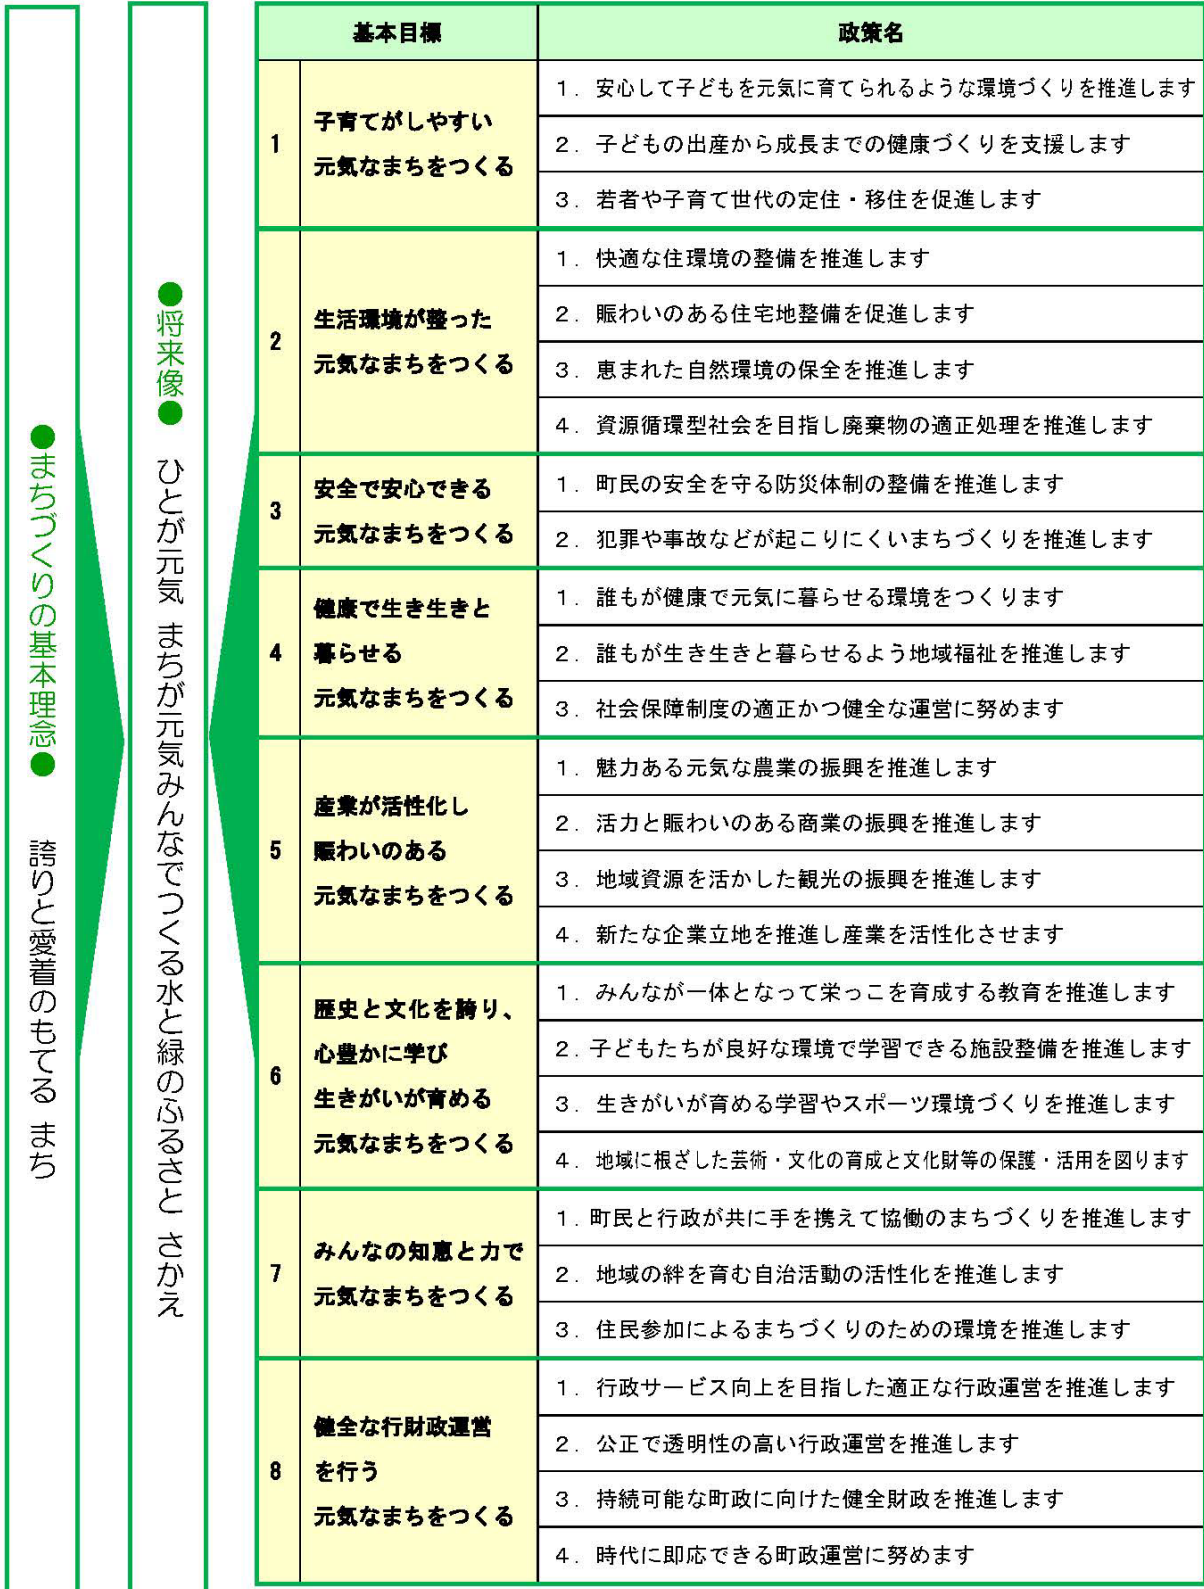 ●まちづくりの基本理念● 誇りと愛着のもてる まち
●将来像● ひとが元気 まちが元気みんなでつくる水と緑のふるさと さかえ
基本目標
政策名
1
子育てがしやすい
元気なまちをつくる
1．安心して子どもを元気に育てられるような環境づくりを推進します
2．子どもの出産から成長までの健康づくりを支援します
3．若者や子育て世代の定住・移住を促進します
2
生活環境が整った
元気なまちをつくる
1．快適な住環境の整備を推進します
2．賑わいのある住宅地整備を促進します
3．恵まれた自然環境の保全を推進します
4．資源循環型社会を目指し廃棄物の適正処理を推進します
3
安全で安心できる
元気なまちをつくる
1．町民の安全を守る防災体制の整備を推進します
2．犯罪や事故などが起こりにくいまちづくりを推進します
4
健康で生き生きと
暮らせる
元気なまちをつくる
1．誰もが健康で元気に暮らせる環境をつくります
2．誰もが生き生きと暮らせるよう地域福祉を推進します
3．社会保障制度の適正かつ健全な運営に努めます
5
産業が活性化し
賑わいのある
元気なまちをつくる
1．魅力ある元気な農業の振興を推進します
2．活力と賑わいのある商業の振興を推進します
3．地域資源を活かした観光の振興を推進します
4．新たな企業立地を推進し産業を活性化させます
6
歴史と文化を誇り、
心豊かに学び
生きがいが育める
元気なまちをつくる
1．みんなが一体となって栄っこを育成する教育を推進します
2．子どもたちが良好な環境で学習できる施設整備を推進します
3．生きがいが育める学習やスポーツ環境づくりを推進します
4．地域に根ざした芸術・文化の育成と文化財等の保護・活用を図ります
7
みんなの知恵と力で
元気なまちをつくる
1．町民と行政が共に手を携えて協働のまちづくりを推進します
2．地域の絆を育む自治活動の活性化を推進します
3．住民参加によるまちづくりのための環境を推進します
8
健全な行財政運営
を行う
元気なまちをつくる
1．行政サービス向上を目指した適正な行政運営を推進します
2．公正で透明性の高い行政運営を推進します
3．持続可能な町政に向けた健全財政を推進します
4．時代に即応できる町政運営に努めます